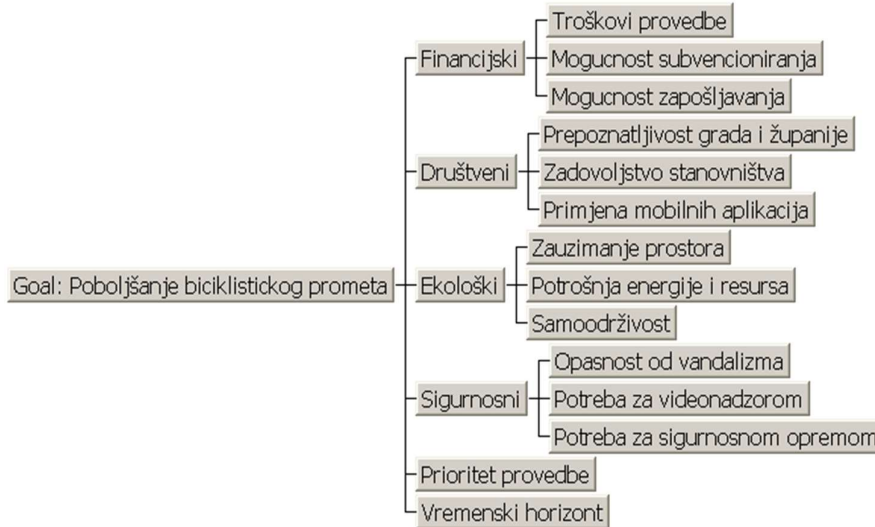 Goal: Poboljšanje biciklistickog prometa
Financijski
Troškovi provedbe
Mogucnost subvencioniranja
Mogucnost zapošljavanja
Društveni
Prepoznatljivost grada i županije
Zadovoljstvo stanovništva
Primjena mobilnih aplikacija
Ekološki
Zauzimanje prostora
Potrošnja energije i resursa
Samoodrživost
Sigurnosni
Opasnost od vandalizma
Potreba za videonadzorom
Potreba za sigurnosnom opremom
Prioritet provedbe
Vremenski horizont